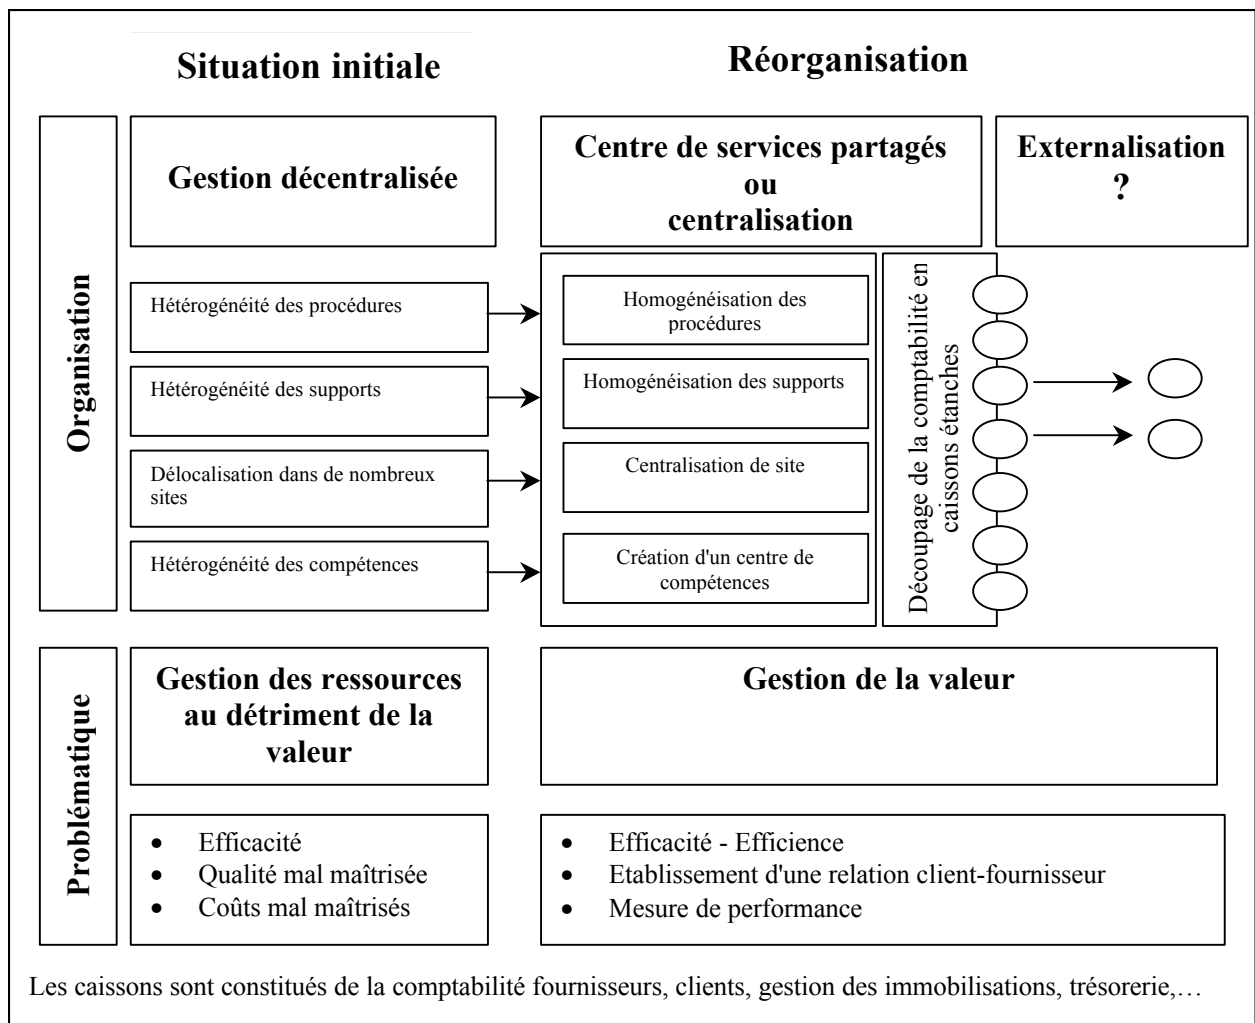 Situation initiale
Réorganisation
Organisation
Gestion décentralisée
Centre de services partagés
ou
centralisation
Externalisation
?
Hétérogénéité des procédures
Homogénéisation des
procédures
Hétérogénéité des supports
Homogénéisation des supports
Délocalisation dans de nombreux
sites
Centralisation de site
Hétérogénéité des compétences
Création d'un centre de
compétences
Découpage de la comptabilité en
caissons étanches
Problématique
Gestion des ressources
au détriment de la
valeur
Gestion de la valeur
• Efficacité
• Qualité mal maîtrisée
• Coûts mal maîtrisés
• Efficacité - Efficience
• Etablissement d'une relation client-fournisseur
• Mesure de performance
Les caissons sont constitués de la comptabilité fournisseurs, clients, gestion des immobilisations, trésorerie,…